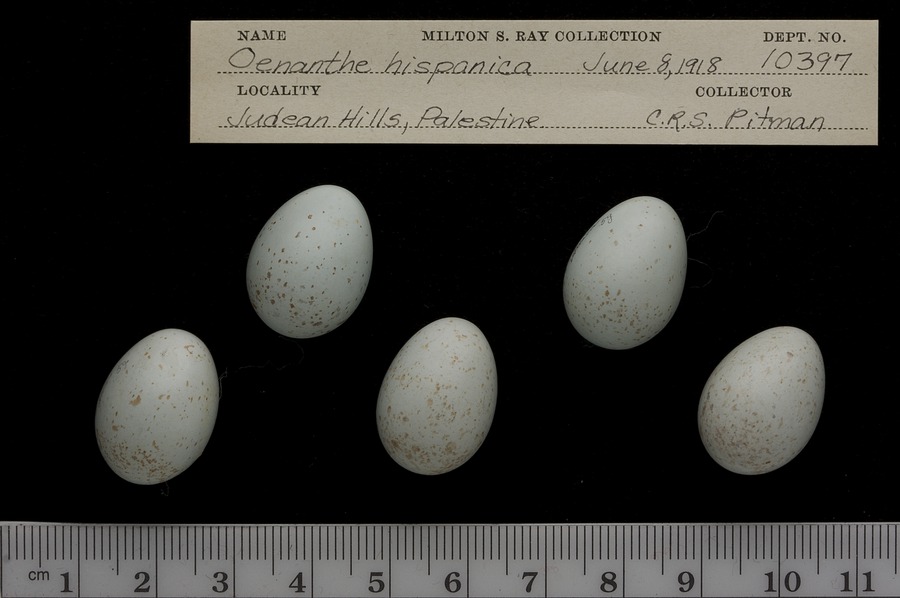 NAME MILTON S. RAY COLLECTION DEPT. NO.
Oenanthe hispanica June 8, 1918 10397
LOCALITY COLLECTOR
Judean Hills, Palestine C.R.S. Pitman
cm 1 2 3 4 5 6 7 8 9 10 11